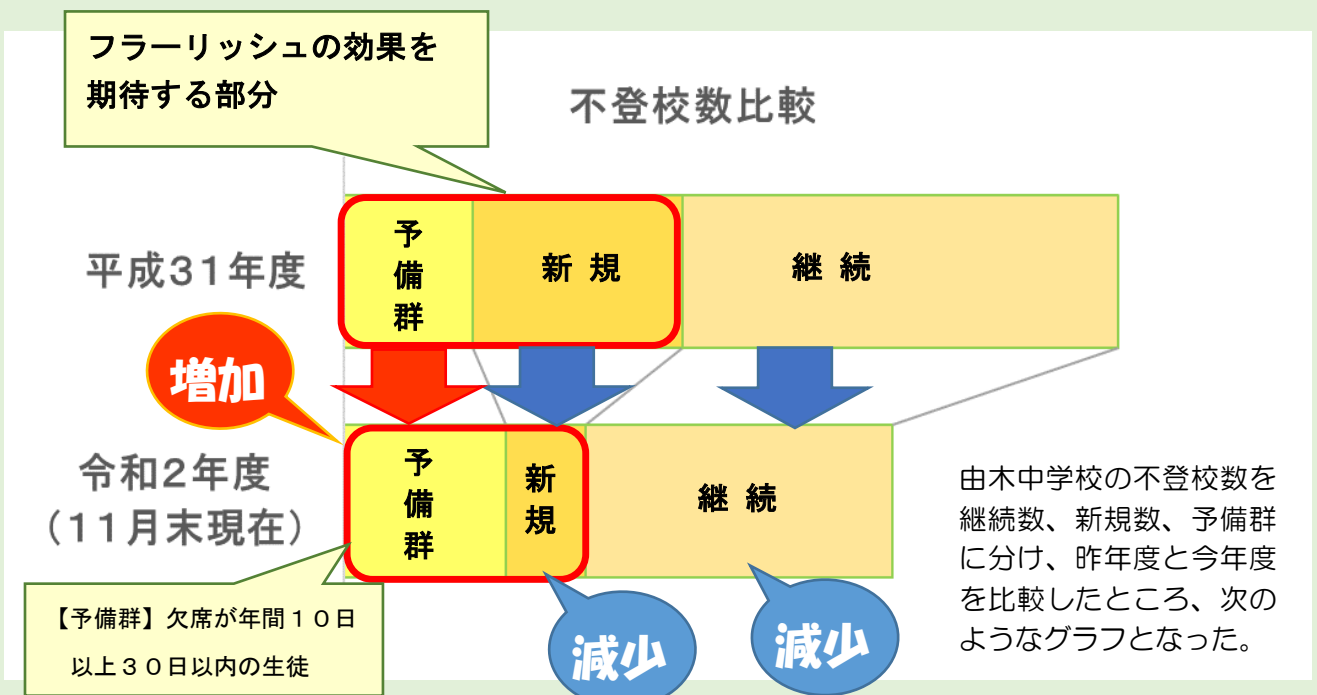 フラーリッシュの効果を
期待する部分
不登校数比較
平成31年度
予備群
新規
継続
増加
令和2年度
(11月末現在)
予備群
新規
継続
【予備群】欠席が年間10日
以上30日以内の生徒
減少
減少
由木中学校の不登校数を
継続数、新規数、予備群
に分け、昨年度と今年度
を比較したところ、次の
ようなグラフとなった。